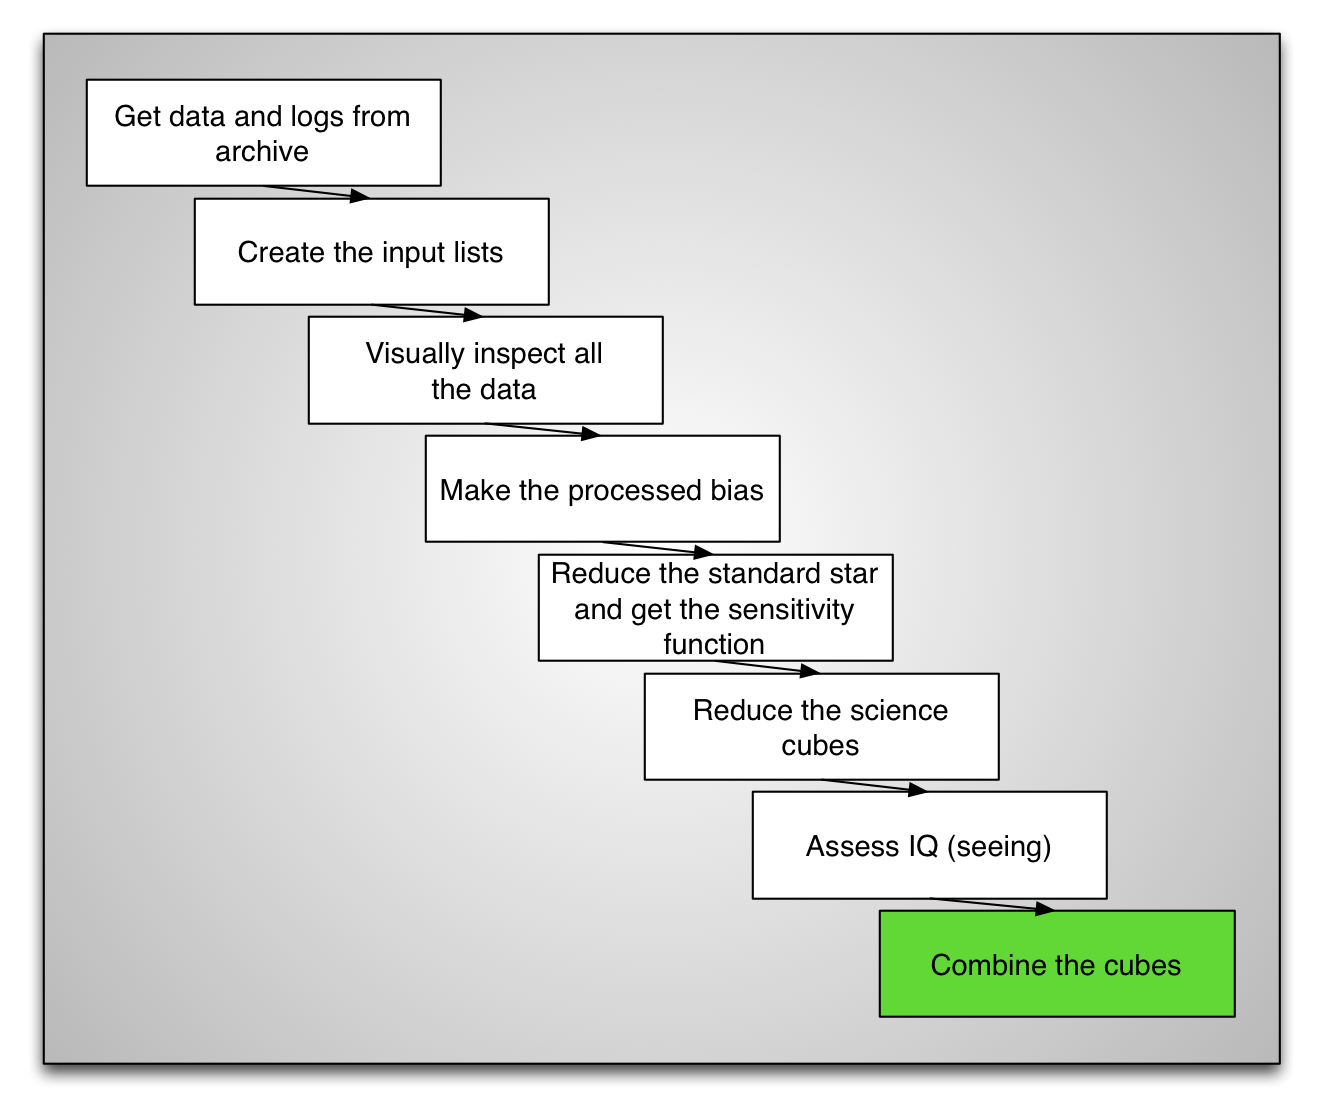 Get data and logs from
archive
Create the input lists
Visually inspect all
the data
Make the processed bias
Reduce the standard star
and get the sensitivity
function
Reduce the science
cubes
Assess IQ (seeing)
Combine the cubes